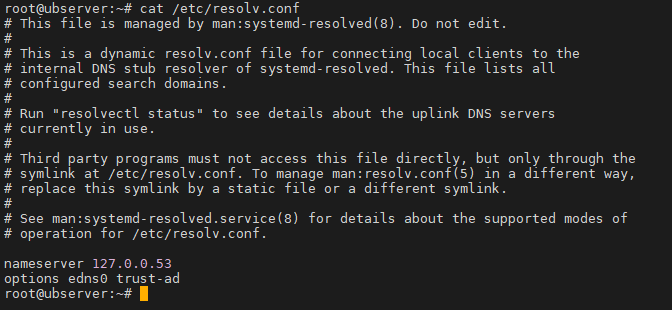 root@ubserver:~# cat /etc/resolv.conf
# This file is managed by man:systemd-resolved(8). Do not edit.
#
# This is a dynamic resolv.conf file for connecting local clients to the
# internal DNS stub resolver of systemd-resolved. This file lists all
# configured search domains.
#
# Run "resolvectl status" to see details about the uplink DNS servers
# currently in use.
#
# Third party programs must not access this file directly, but only through the
# symlink at /etc/resolv.conf. To manage man:resolv.conf(5) in a different way,
# replace this symlink by a static file or a different symlink.
#
# See man:systemd-resolved.service(8) for details about the supported modes of
# operation for /etc/resolv.conf.

nameserver 127.0.0.53
options edns0 trust-ad
root@ubserver:~#